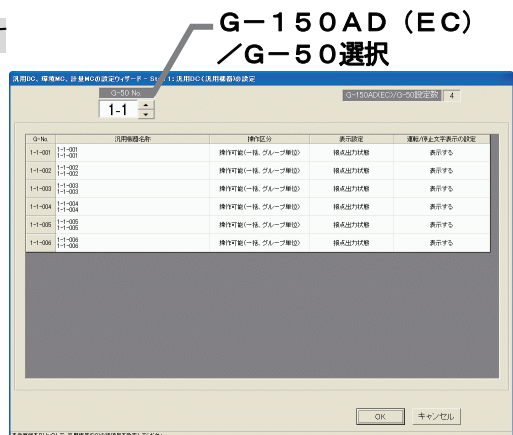 G－150AD（EC）
／G－50選択
汎用DC、環境MC、計量MCの設定ウィザード - Step 1: 汎用DC(汎用機器)の設定
G-50 No.
G-150AD(EC)/G-50設定数 4
1-1
G-No. 汎用機器名称 操作区分 表示設定 運転/停止文字表示の設定
1-1-001 1-1-001 1-1-001 操作可能(一括、グループ単位) 接点出力状態 表示する
1-1-002 1-1-002 1-1-002 操作可能(一括、グループ単位) 接点出力状態 表示する
1-1-003 1-1-003 1-1-003 操作可能(一括、グループ単位) 接点出力状態 表示する
1-1-004 1-1-004 1-1-004 操作可能(一括、グループ単位) 接点出力状態 表示する
1-1-005 1-1-005 1-1-005 操作可能(一括、グループ単位) 接点出力状態 表示する
1-1-006 1-1-006 1-1-006 操作可能(一括、グループ単位) 接点出力状態 表示する
OK キャンセル